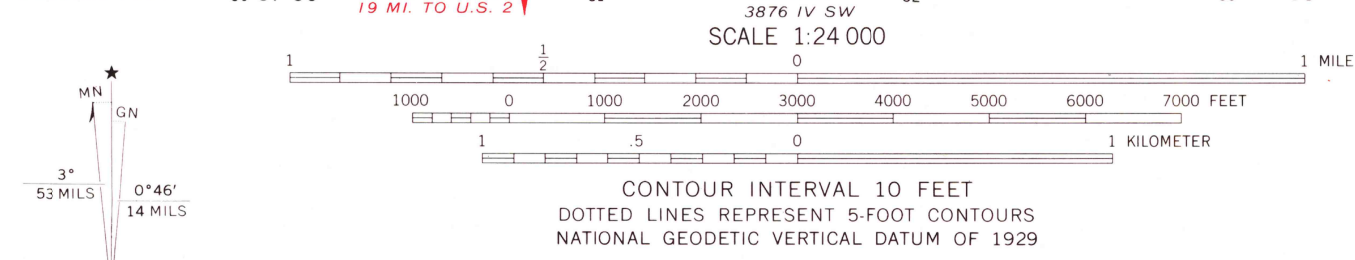 19 MI. TO U.S. 2
3876 IV SW
SCALE 1:24 000
1 1/2 0 1 MILE
1000 0 1000 2000 3000 4000 5000 6000 7000 FEET
1 .5 0 1 KILOMETER
CONTOUR INTERVAL 10 FEET
DOTTED LINES REPRESENT 5-FOOT CONTOURS
NATIONAL GEODETIC VERTICAL DATUM OF 1929
★
MN
GN
3°
53 MILS
0°46′
14 MILS